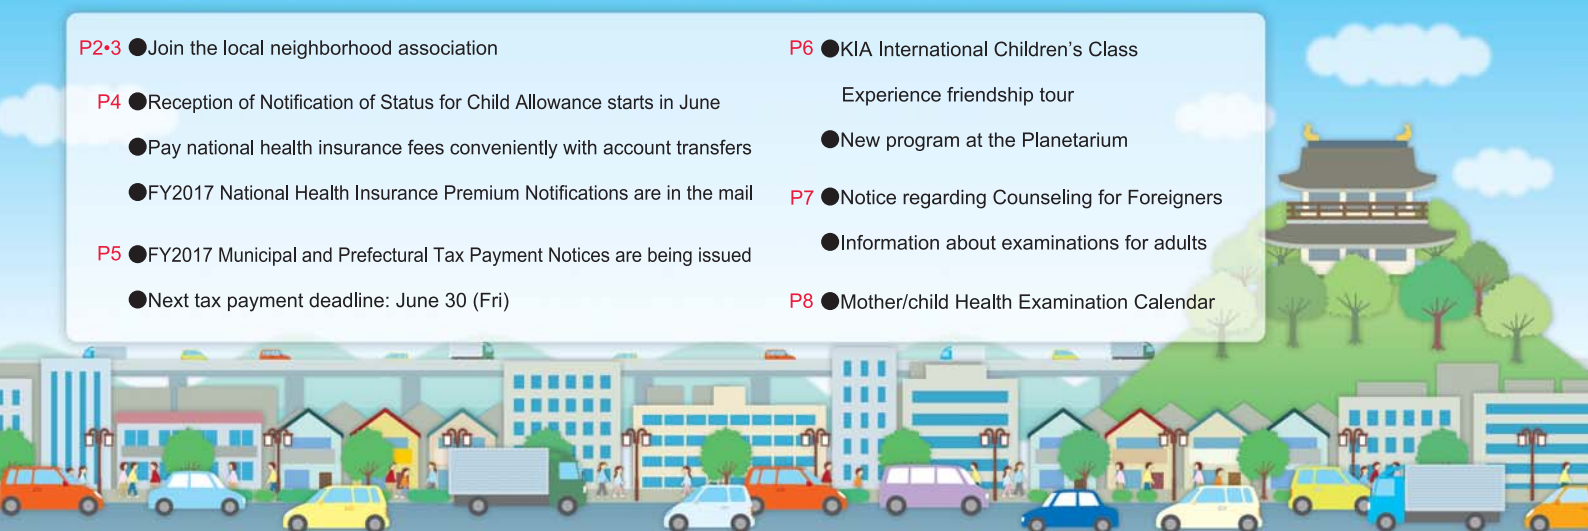 P2•3 ●Join the local neighborhood association
P4 ●Reception of Notification of Status for Child Allowance starts in June
●Pay national health insurance fees conveniently with account transfers
●FY2017 National Health Insurance Premium Notifications are in the mail
P5 ●FY2017 Municipal and Prefectural Tax Payment Notices are being issued
●Next tax payment deadline: June 30 (Fri)
P6 ●KIA International Children’s Class
Experience friendship tour
●New program at the Planetarium
P7 ●Notice regarding Counseling for Foreigners
●Information about examinations for adults
P8 ●Mother/child Health Examination Calendar